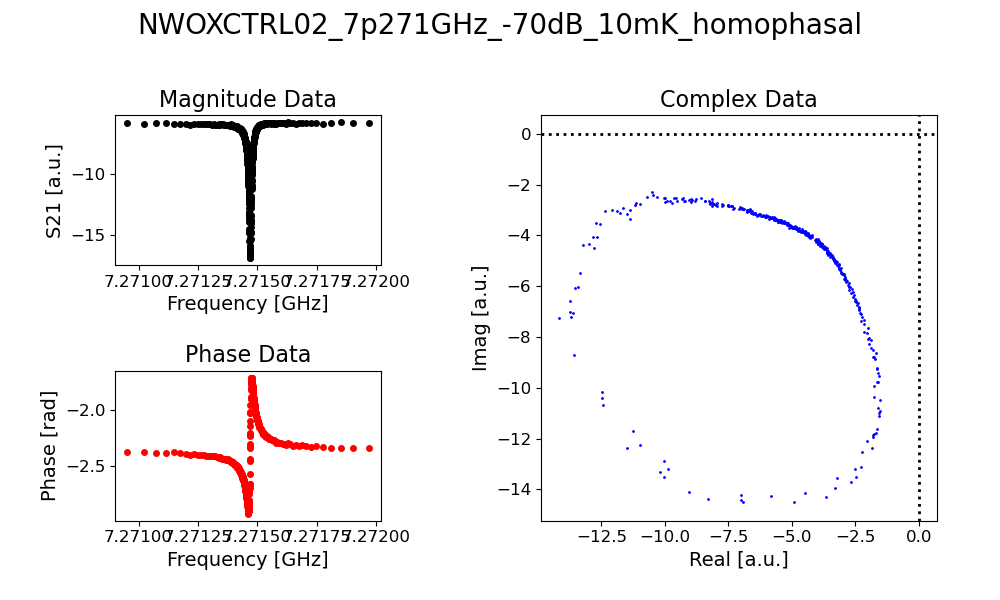 NWOXCTRL02_7p271GHz_-70dB_10mK_homophasal
Magnitude Data
S21 [a.u.]
−10
−15
7.27100 7.27125 7.27150 7.27175 7.27200
Frequency [GHz]
Phase Data
Phase [rad]
−2.0
−2.5
7.27100 7.27125 7.27150 7.27175 7.27200
Frequency [GHz]
Complex Data
Imag [a.u.]
0
−2
−4
−6
−8
−10
−12
−14
−12.5 −10.0 −7.5 −5.0 −2.5 0.0
Real [a.u.]